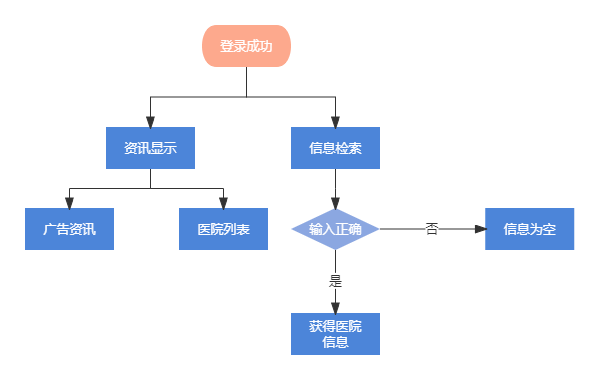 登录成功
资讯显示
信息检索
广告资讯
医院列表
输入正确
否
信息为空
是
获得医院
信息